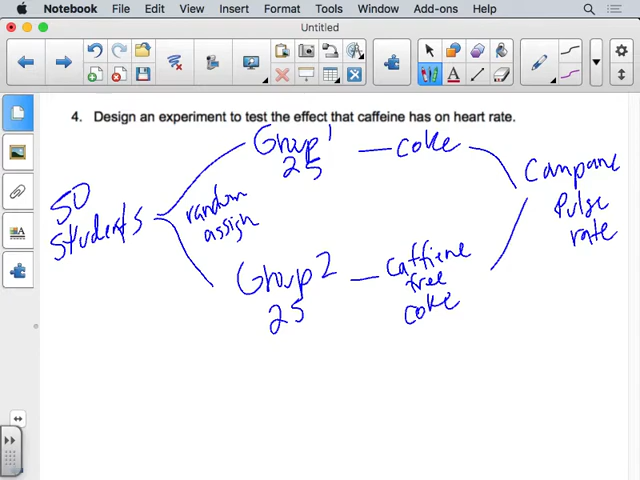 Notebook File Edit View Insert Format Tools Window Add-ons Help
Untitled
4. Design an experiment to test the effect that caffeine has on heart rate.
50
Students
random
assign
Group 1
25
coke
Group 2
25
Caffiene
free
coke
Compare
Pulse
rate